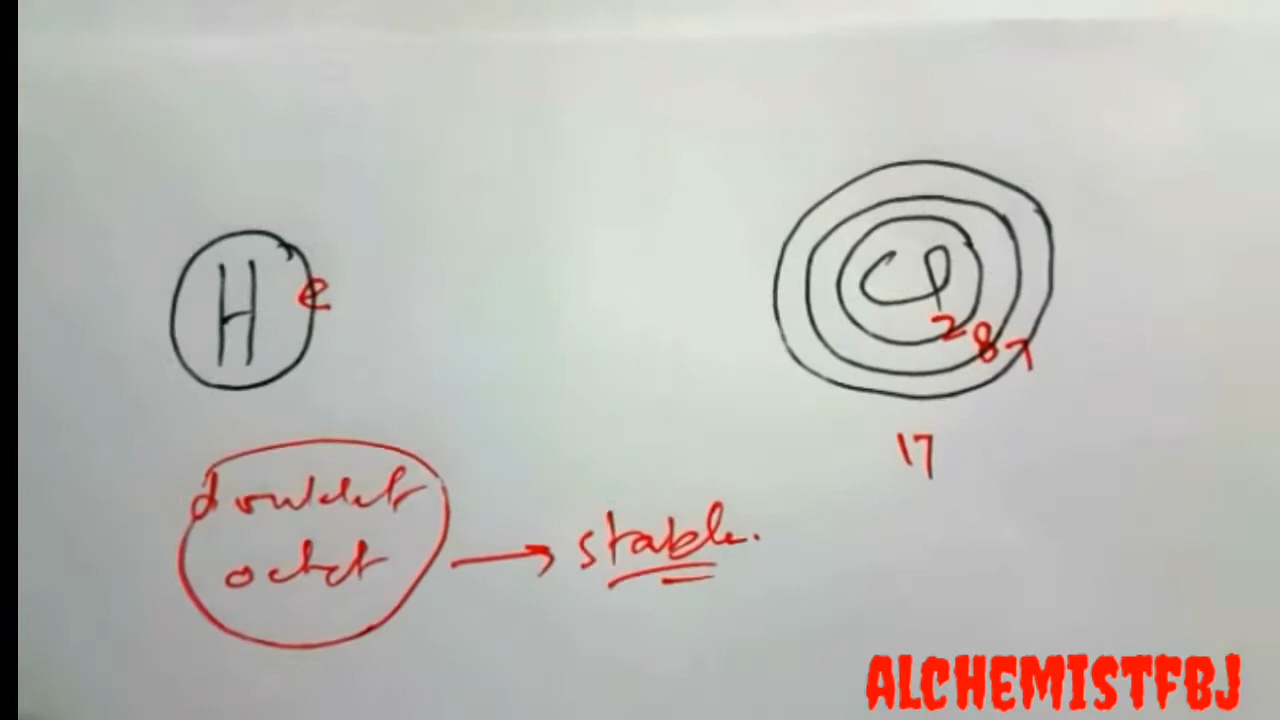 H e
Cl
2 8 7
17
doublet
octet → stable.
ALCHEMISTFBJ